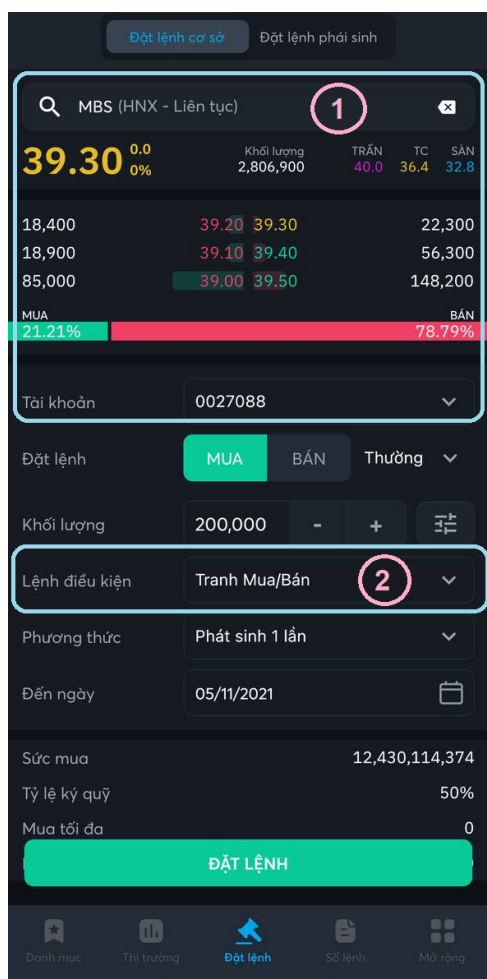 Đặt lệnh cơ sở Đặt lệnh phái sinh
MBS (HNX - Liên tục) 1
39.30 0.0 0% Khối lượng 2,806,900 TRẦN 40.0 TC 36.4 SÀN 32.8
18,400 39.20 39.30 22,300
18,900 39.10 39.40 56,300
85,000 39.00 39.50 148,200
MUA BÁN
21.21% 78.79%
Tài khoản 0027088
Đặt lệnh MUA BÁN Thường
Khối lượng 200,000 - +
Lệnh điều kiện Tranh Mua/Bán 2
Phương thức Phát sinh 1 lần
Đến ngày 05/11/2021
Sức mua 12,430,114,374
Tỷ lệ ký quỹ 50%
Mua tối đa 0
ĐẶT LỆNH
Danh mục Thị trường Đặt lệnh Sổ lệnh Mở rộng